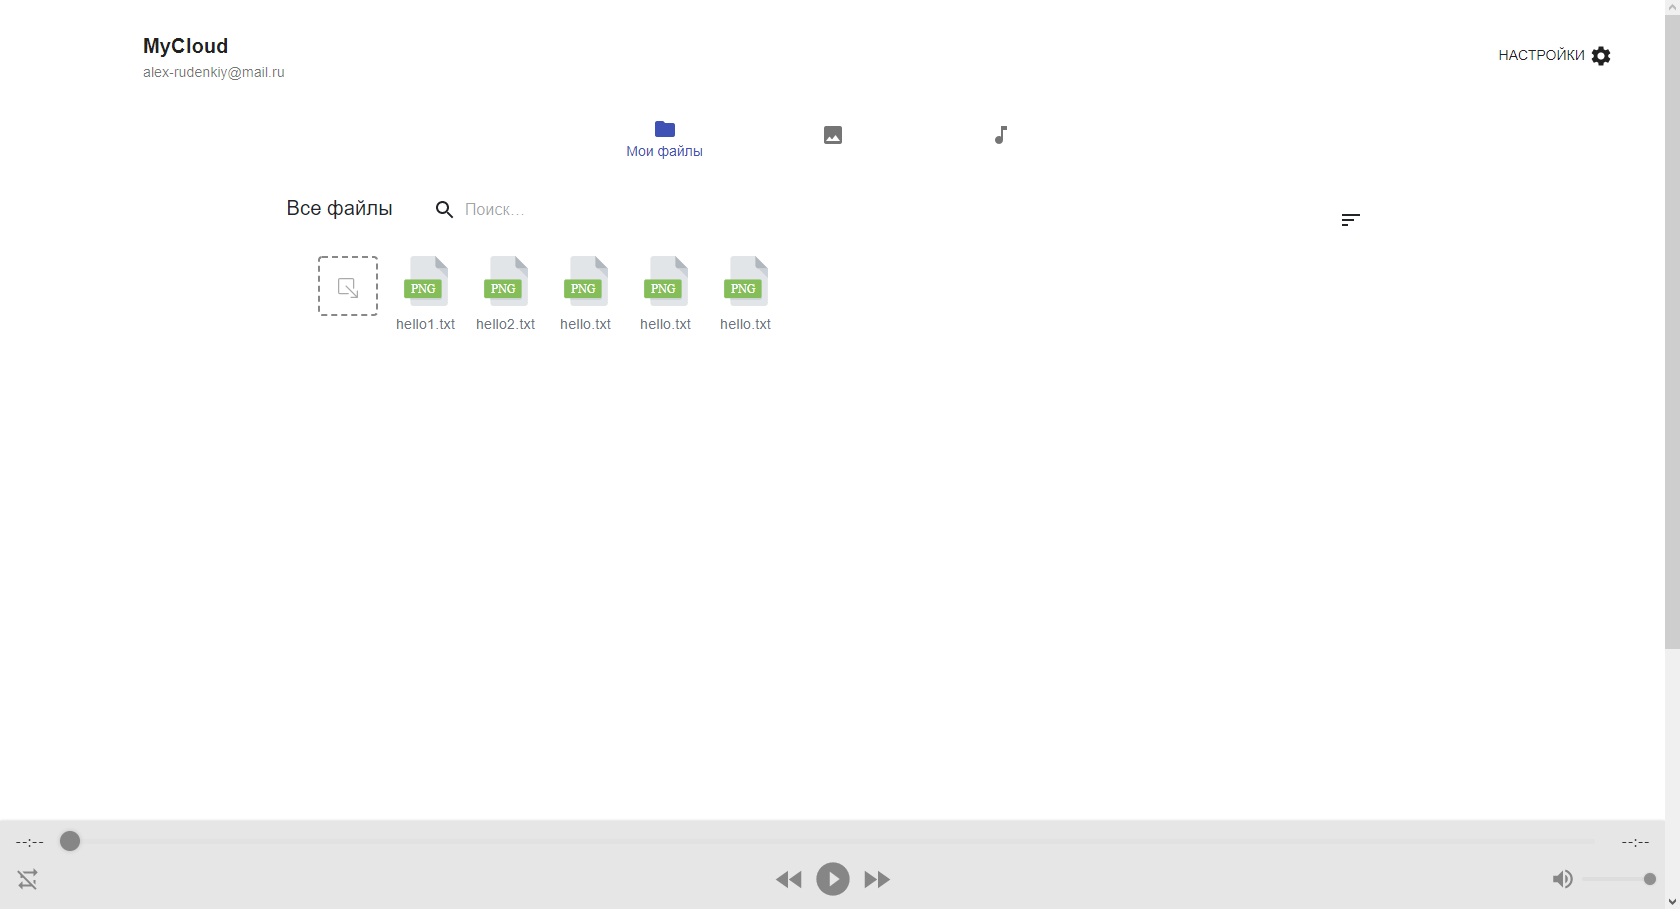 MyCloud
alex-rudenkiy@mail.ru
НАСТРОЙКИ
Мои файлы
Все файлы
Поиск...
PNG PNG PNG PNG PNG
hello1.txt hello2.txt hello.txt hello.txt hello.txt
--:-- --:--